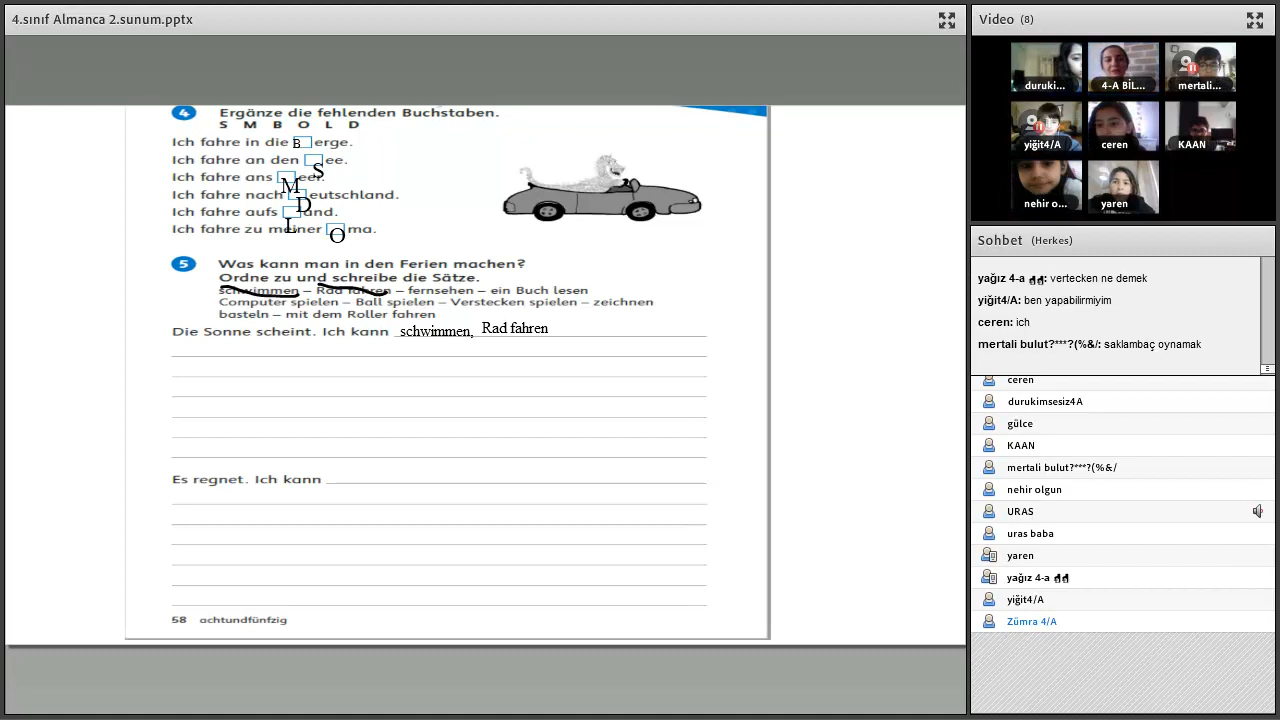 4.sınıf Almanca 2.sunum.pptx
4 Ergänze die fehlenden Buchstaben.
S M B O L D
Ich fahre in die B erge.
Ich fahre an den S ee.
Ich fahre ans M eer.
Ich fahre nach D eutschland.
Ich fahre aufs L and.
Ich fahre zu meiner O ma.
5 Was kann man in den Ferien machen?
Ordne zu und schreibe die Sätze.
schwimmen – Rad fahren – fernsehen – ein Buch lesen
Computer spielen – Ball spielen – Verstecken spielen – zeichnen
basteln – mit dem Roller fahren
Die Sonne scheint. Ich kann schwimmen, Rad fahren
Es regnet. Ich kann
58 achtundfünfzig
Video (8)
duruki...
4-A BİL...
mertali...
yiğit4/A
ceren
KAAN
nehir o...
yaren
Sohbet (Herkes)
yağız 4-a: vertecken ne demek
yiğit4/A: ben yapabilirmiyim
ceren: ich
mertali bulut?***?(%&/: saklambaç oynamak
ceren
durukimsesiz4A
gülce
KAAN
mertali bulut?***?(%&/
nehir olgun
URAS
uras baba
yaren
yağız 4-a
yiğit4/A
Zümra 4/A